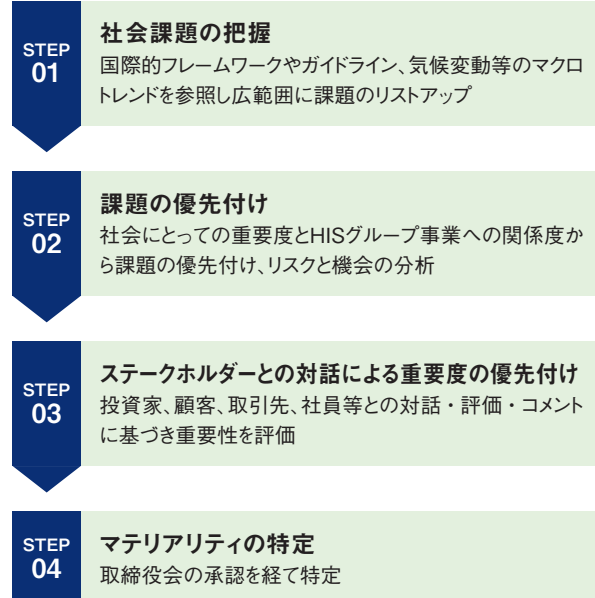 STEP
01
社会課題の把握
国際的フレームワークやガイドライン、気候変動等のマクロ
トレンドを参照し広範囲に課題のリストアップ
STEP
02
課題の優先付け
社会にとっての重要度とHISグループ事業への関係度か
ら課題の優先付け、リスクと機会の分析
STEP
03
ステークホルダーとの対話による重要度の優先付け
投資家、顧客、取引先、社員等との対話・評価・コメント
に基づき重要性を評価
STEP
04
マテリアリティの特定
取締役会の承認を経て特定